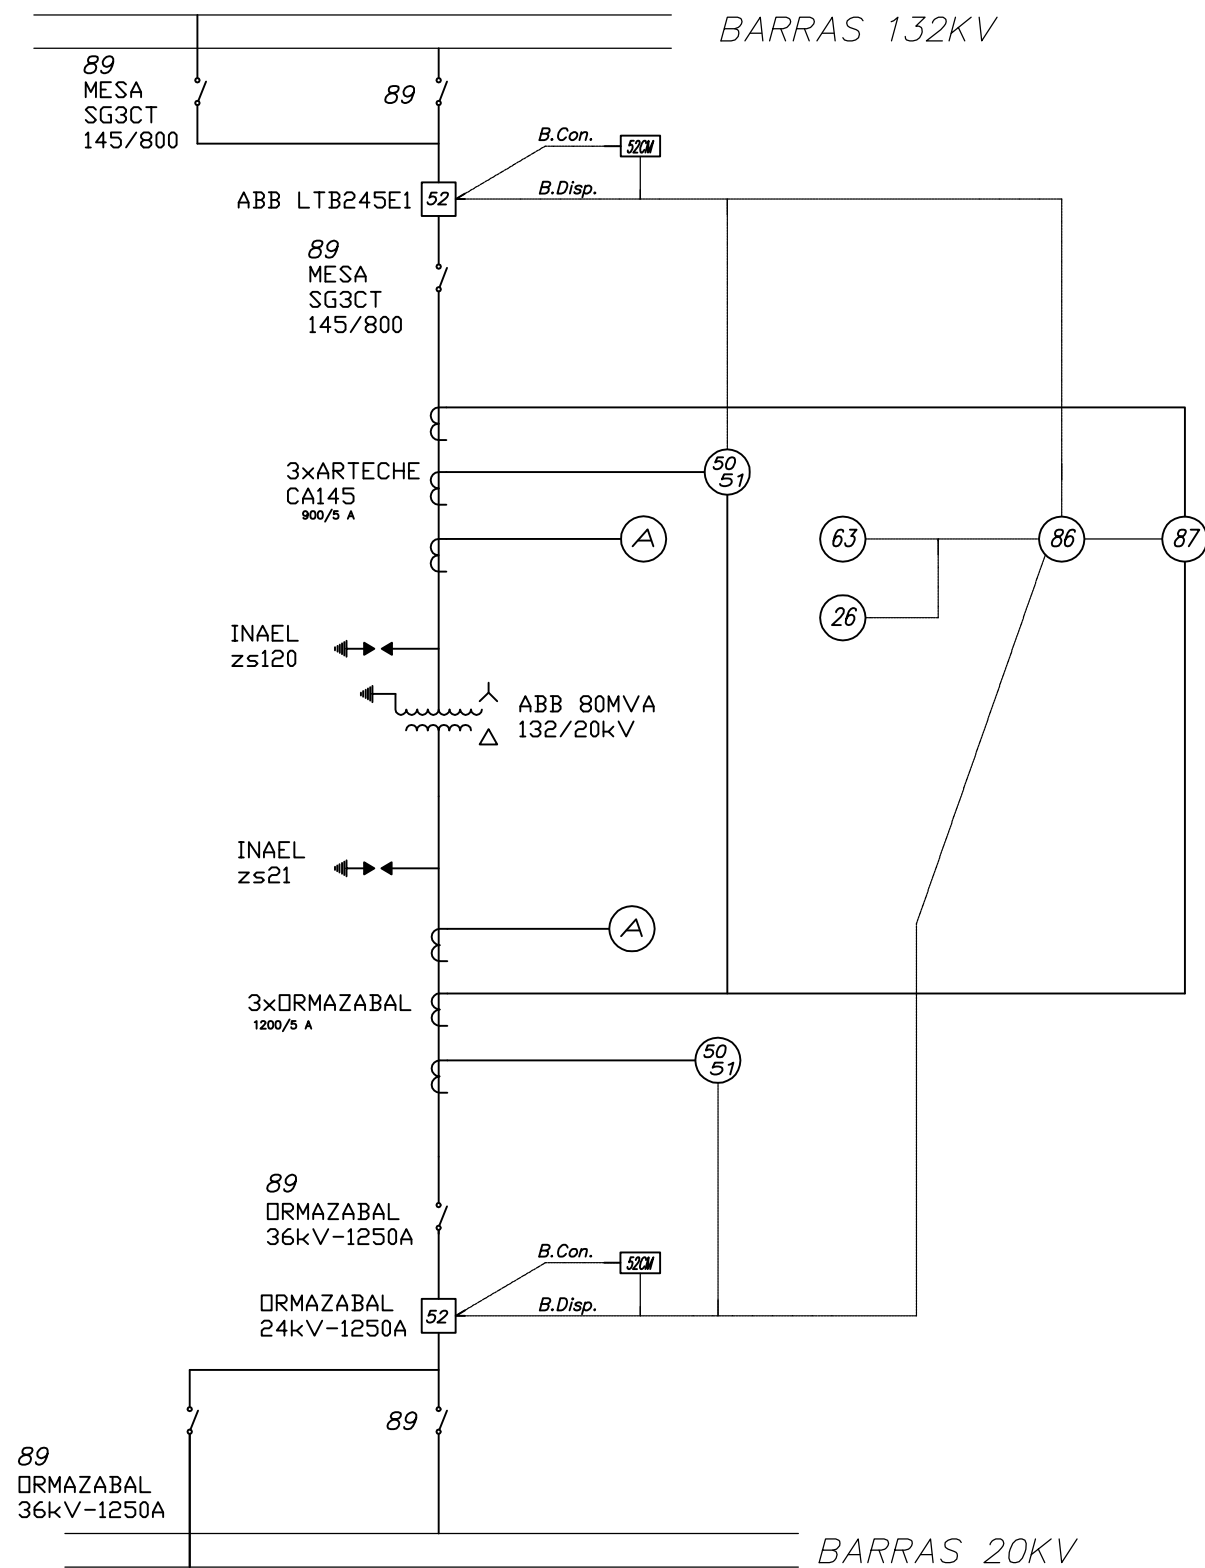 BARRAS 132KV
89
MESA
SG3CT
145/800
89
B.Con.
52CM
ABB LTB245E1
52
B.Disp.
89
MESA
SG3CT
145/800
3xARTECHE
CA145
900/5 A
50
51
A
63
86
87
26
INAEL
zs120
ABB 80MVA
132/20kV
INAEL
zs21
A
3xORMAZABAL
1200/5 A
50
51
89
ORMAZABAL
36kV-1250A
B.Con.
52CM
ORMAZABAL
24kV-1250A
52
B.Disp.
89
89
ORMAZABAL
36kV-1250A
BARRAS 20KV